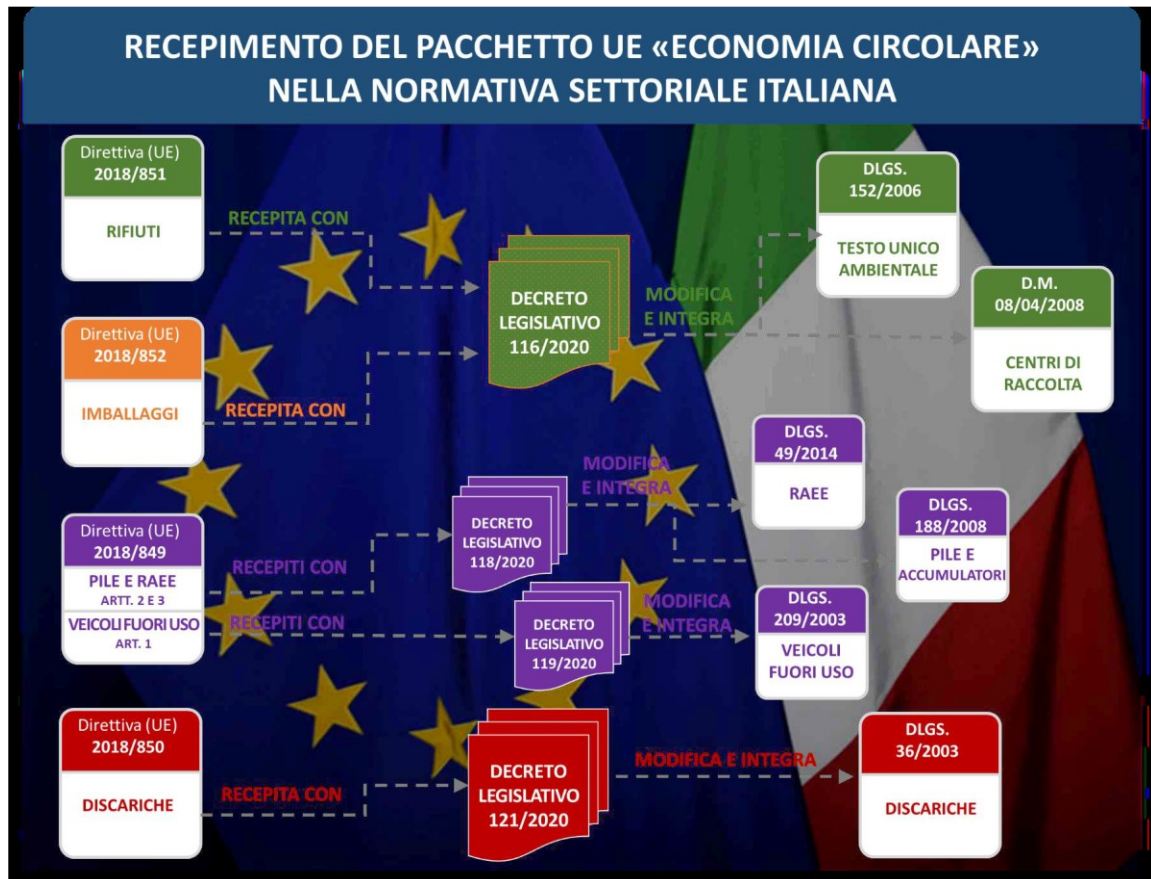 RECEPIMENTO DEL PACCHETTO UE «ECONOMIA CIRCOLARE»
NELLA NORMATIVA SETTORIALE ITALIANA
Direttiva (UE)
2018/851
RIFIUTI
RECEPITA CON
Direttiva (UE)
2018/852
IMBALLAGGI
RECEPITA CON
DECRETO
LEGISLATIVO
116/2020
MODIFICA
E INTEGRA
DLGS.
152/2006
TESTO UNICO
AMBIENTALE
D.M.
08/04/2008
CENTRI DI
RACCOLTA
Direttiva (UE)
2018/849
PILE E RAEE
ARTT. 2 E 3
VEICOLI FUORI USO
ART. 1
RECEPITI CON
RECEPITI CON
DECRETO
LEGISLATIVO
118/2020
MODIFICA
E INTEGRA
DLGS.
49/2014
RAEE
DLGS.
188/2008
PILE E
ACCUMULATORI
DECRETO
LEGISLATIVO
119/2020
MODIFICA
E INTEGRA
DLGS.
209/2003
VEICOLI
FUORI USO
Direttiva (UE)
2018/850
DISCARICHE
RECEPITA CON
DECRETO
LEGISLATIVO
121/2020
MODIFICA E INTEGRA
DLGS.
36/2003
DISCARICHE